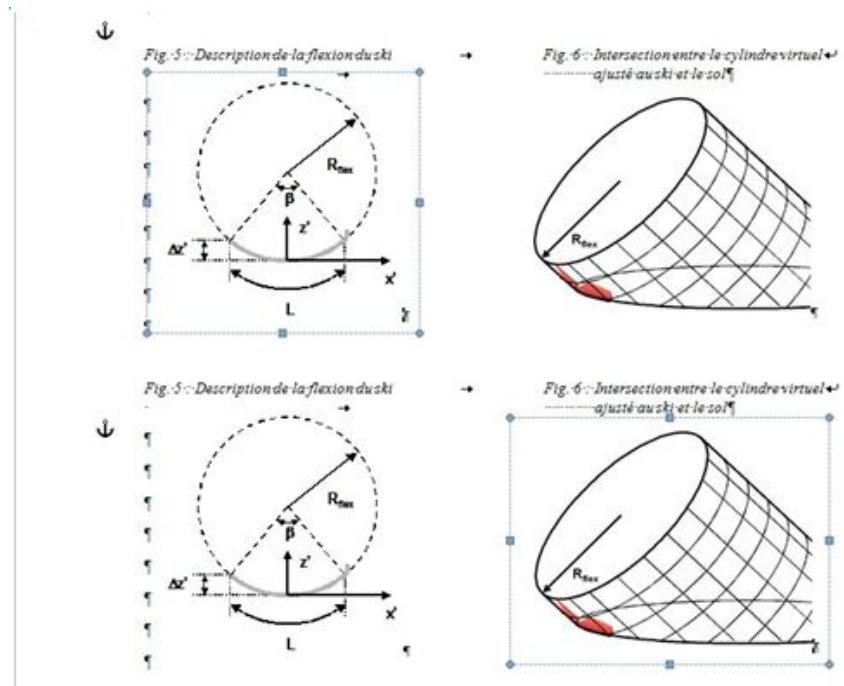 Fig. 5 : Description de la flexion du ski
Fig. 6 : Intersection entre le cylindre virtuel
ajusté au ski et le sol
Rflex
β
z'
Δz'
x'
L
Rflex
Fig. 5 : Description de la flexion du ski
Fig. 6 : Intersection entre le cylindre virtuel
ajusté au ski et le sol
Rflex
β
z'
Δz'
x'
L
Rflex